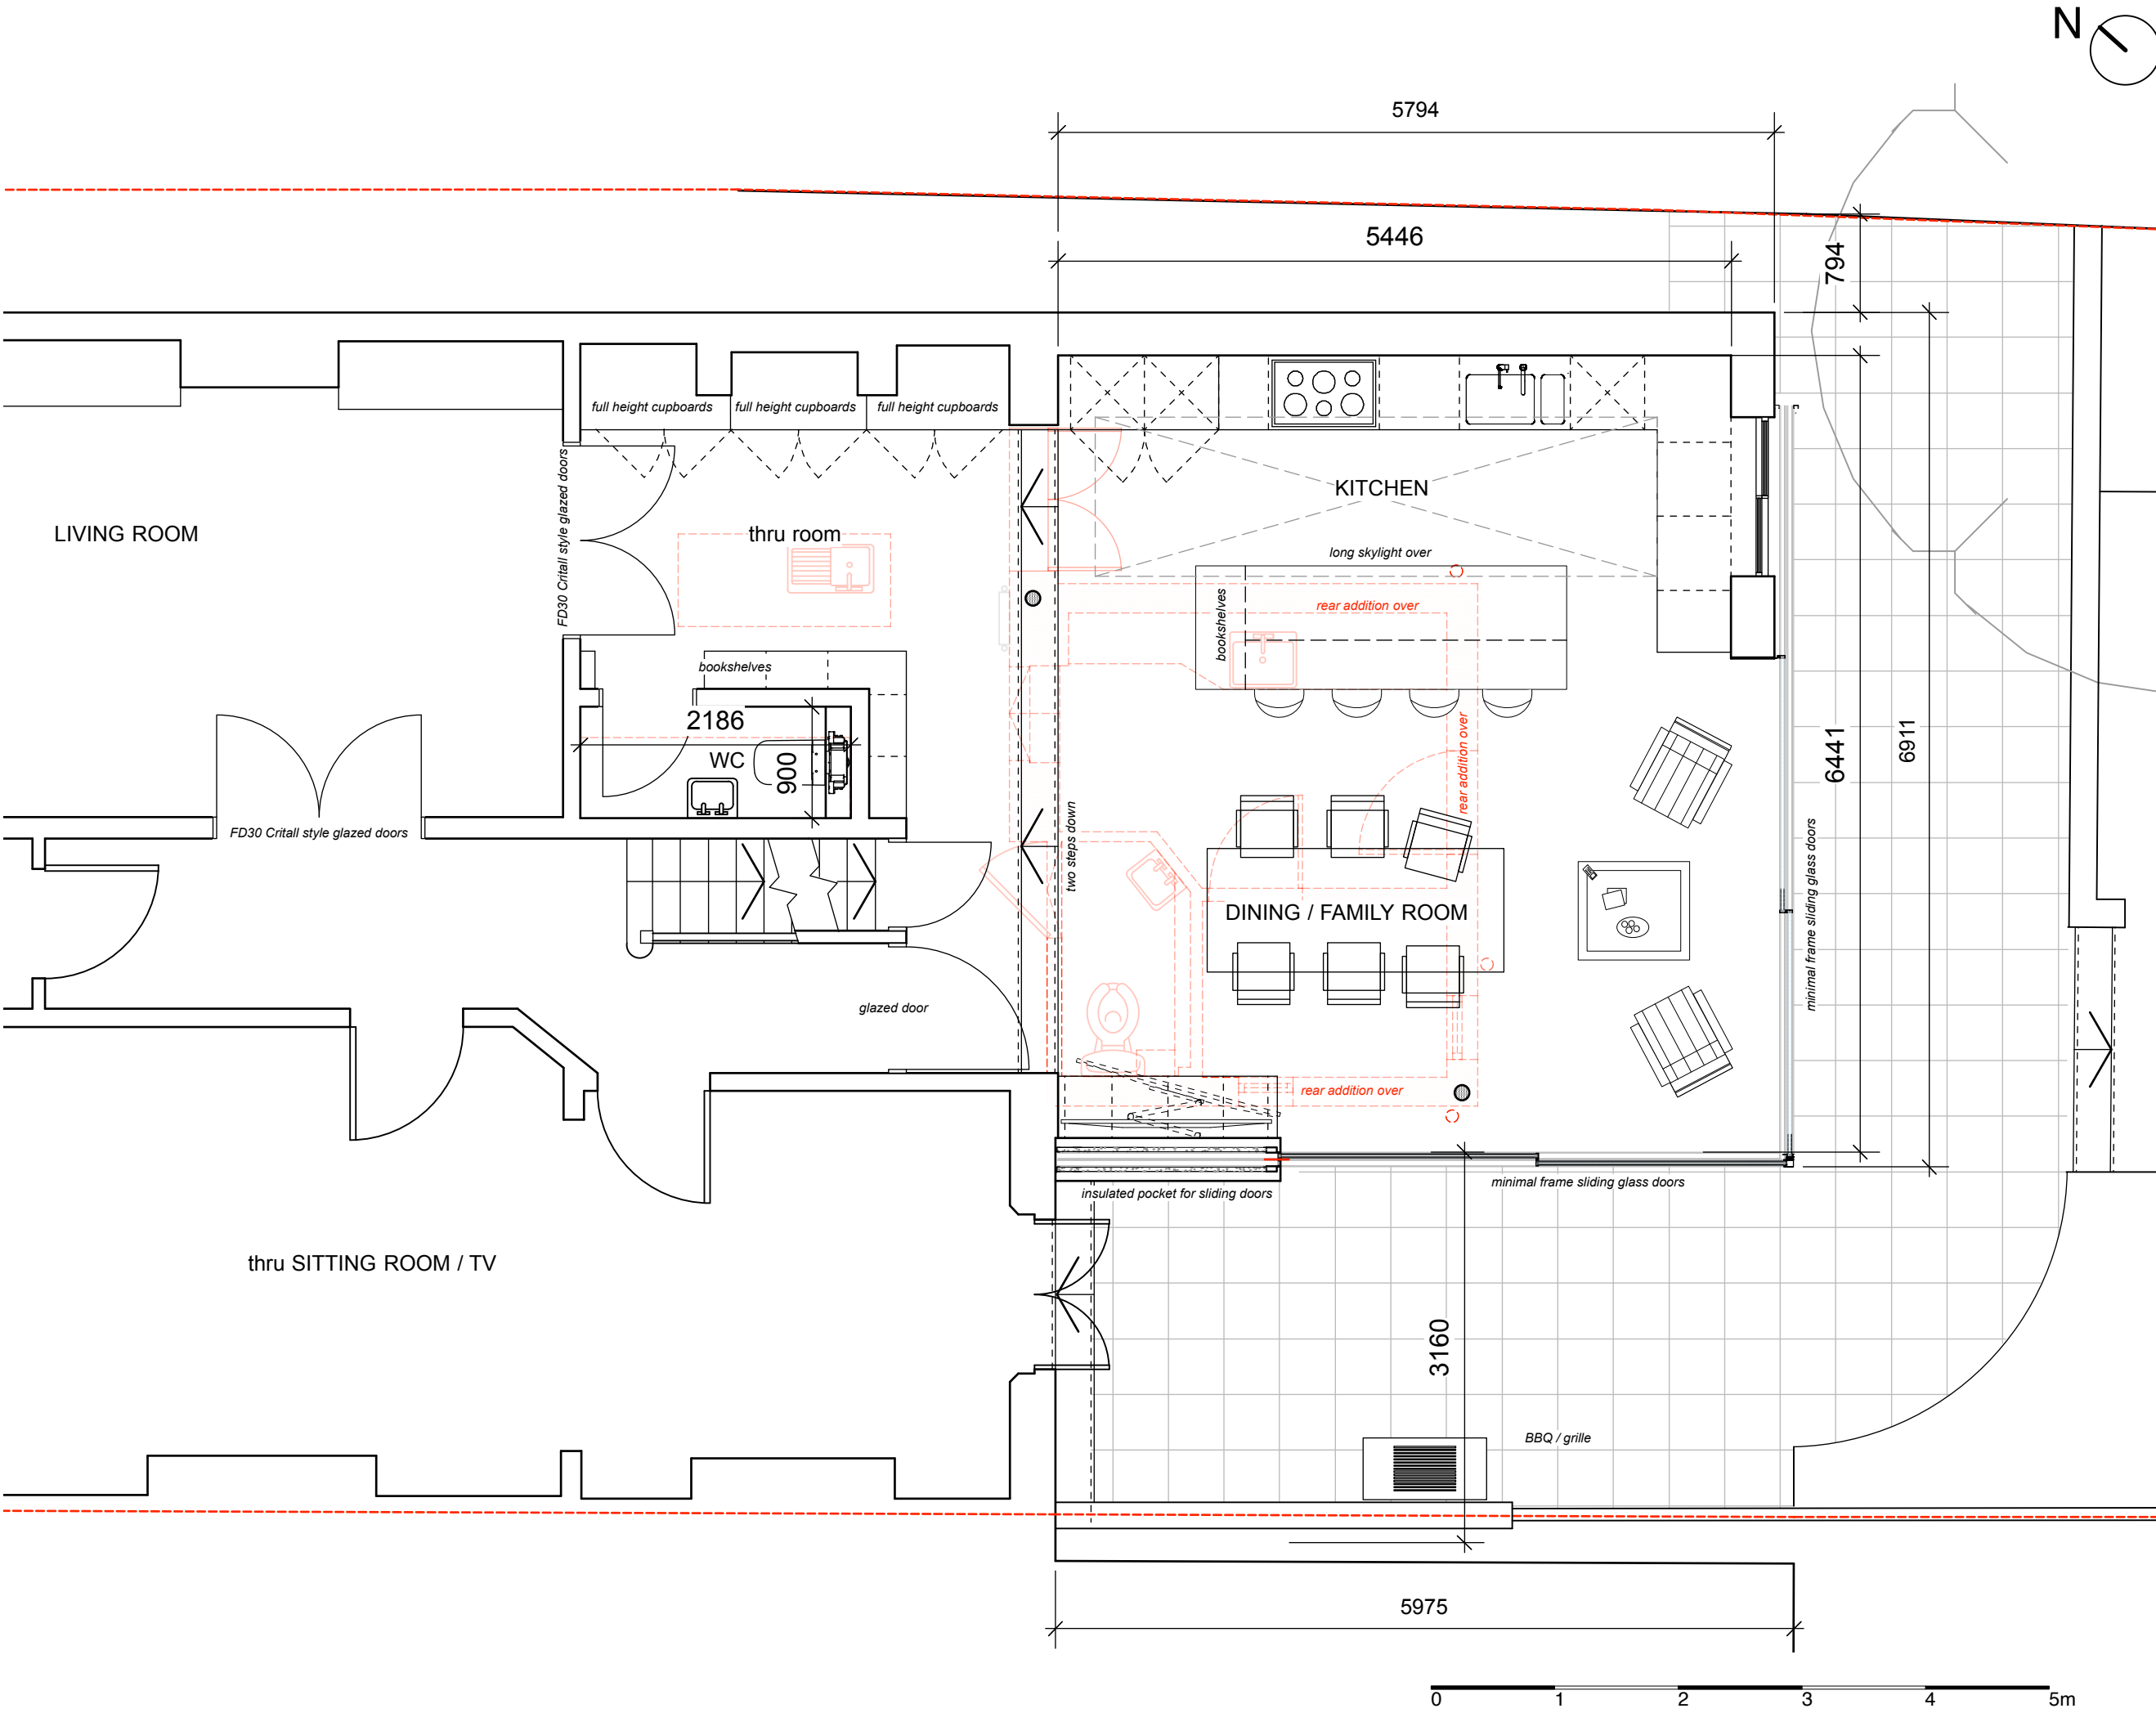 N
5794
5446
794
full height cupboards
full height cupboards
full height cupboards
FD30 Critall style glazed doors
KITCHEN
LIVING ROOM
thru room
long skylight over
bookshelves
rear addition over
bookshelves
2186
WC
900
rear addition over
6441
6911
FD30 Critall style glazed doors
two steps down
minimal frame sliding glass doors
DINING / FAMILY ROOM
glazed door
rear addition over
insulated pocket for sliding doors
minimal frame sliding glass doors
thru SITTING ROOM / TV
3160
BBQ / grille
5975
0 1 2 3 4 5m